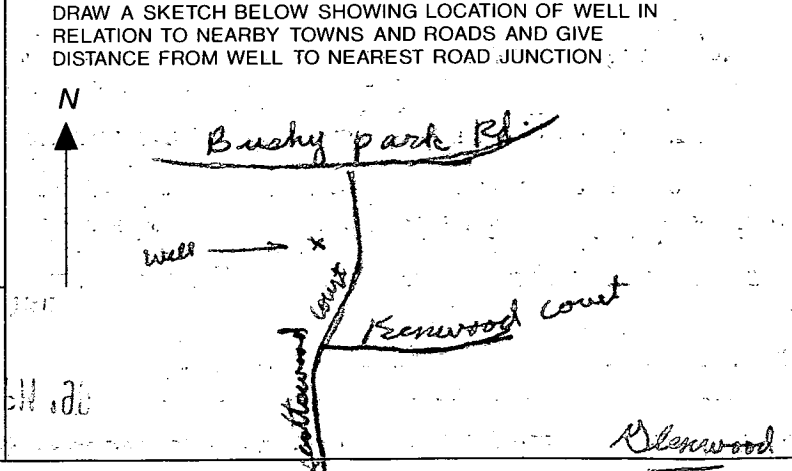 DRAW A SKETCH BELOW SHOWING LOCATION OF WELL IN
RELATION TO NEARBY TOWNS AND ROADS AND GIVE
DISTANCE FROM WELL TO NEAREST ROAD JUNCTION
N
Bushy park Rd.
well
x
court
Kenwood court
Glenwood